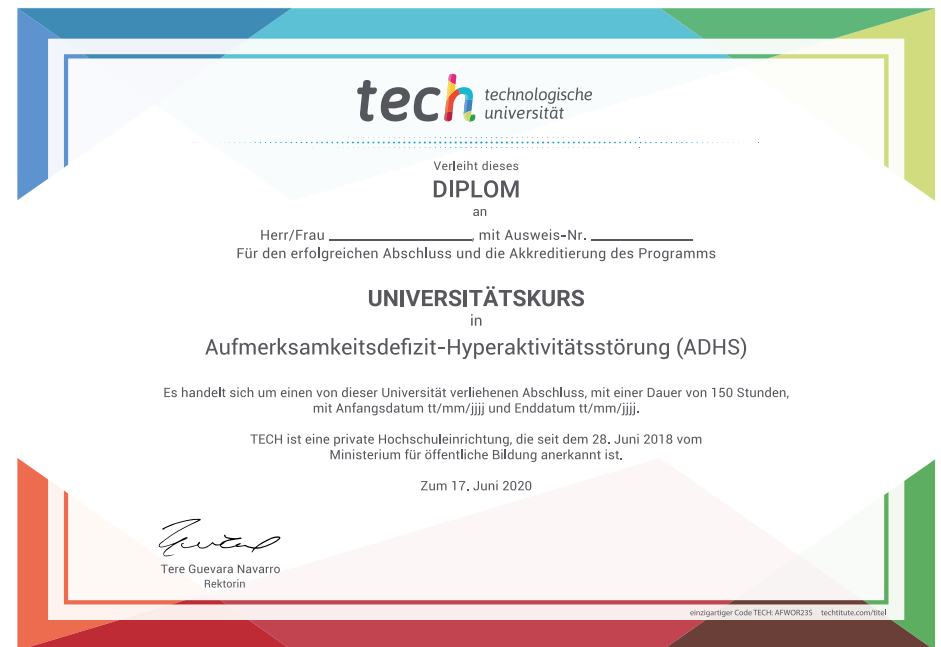 tech technologische
universität
Verleiht dieses
DIPLOM
an
Herr/Frau ________________, mit Ausweis-Nr. ____________
Für den erfolgreichen Abschluss und die Akkreditierung des Programms
UNIVERSITÄTSKURS
in
Aufmerksamkeitsdefizit-Hyperaktivitätsstörung (ADHS)
Es handelt sich um einen von dieser Universität verliehenen Abschluss, mit einer Dauer von 150 Stunden,
mit Anfangsdatum tt/mm/jjjj und Enddatum tt/mm/jjjj.
TECH ist eine private Hochschuleinrichtung, die seit dem 28. Juni 2018 vom
Ministerium für öffentliche Bildung anerkannt ist.
Zum 17. Juni 2020
Tere Guevara Navarro
Rektorin
einzigartiger Code TECH: AFWOR23S techtitute.com/titel